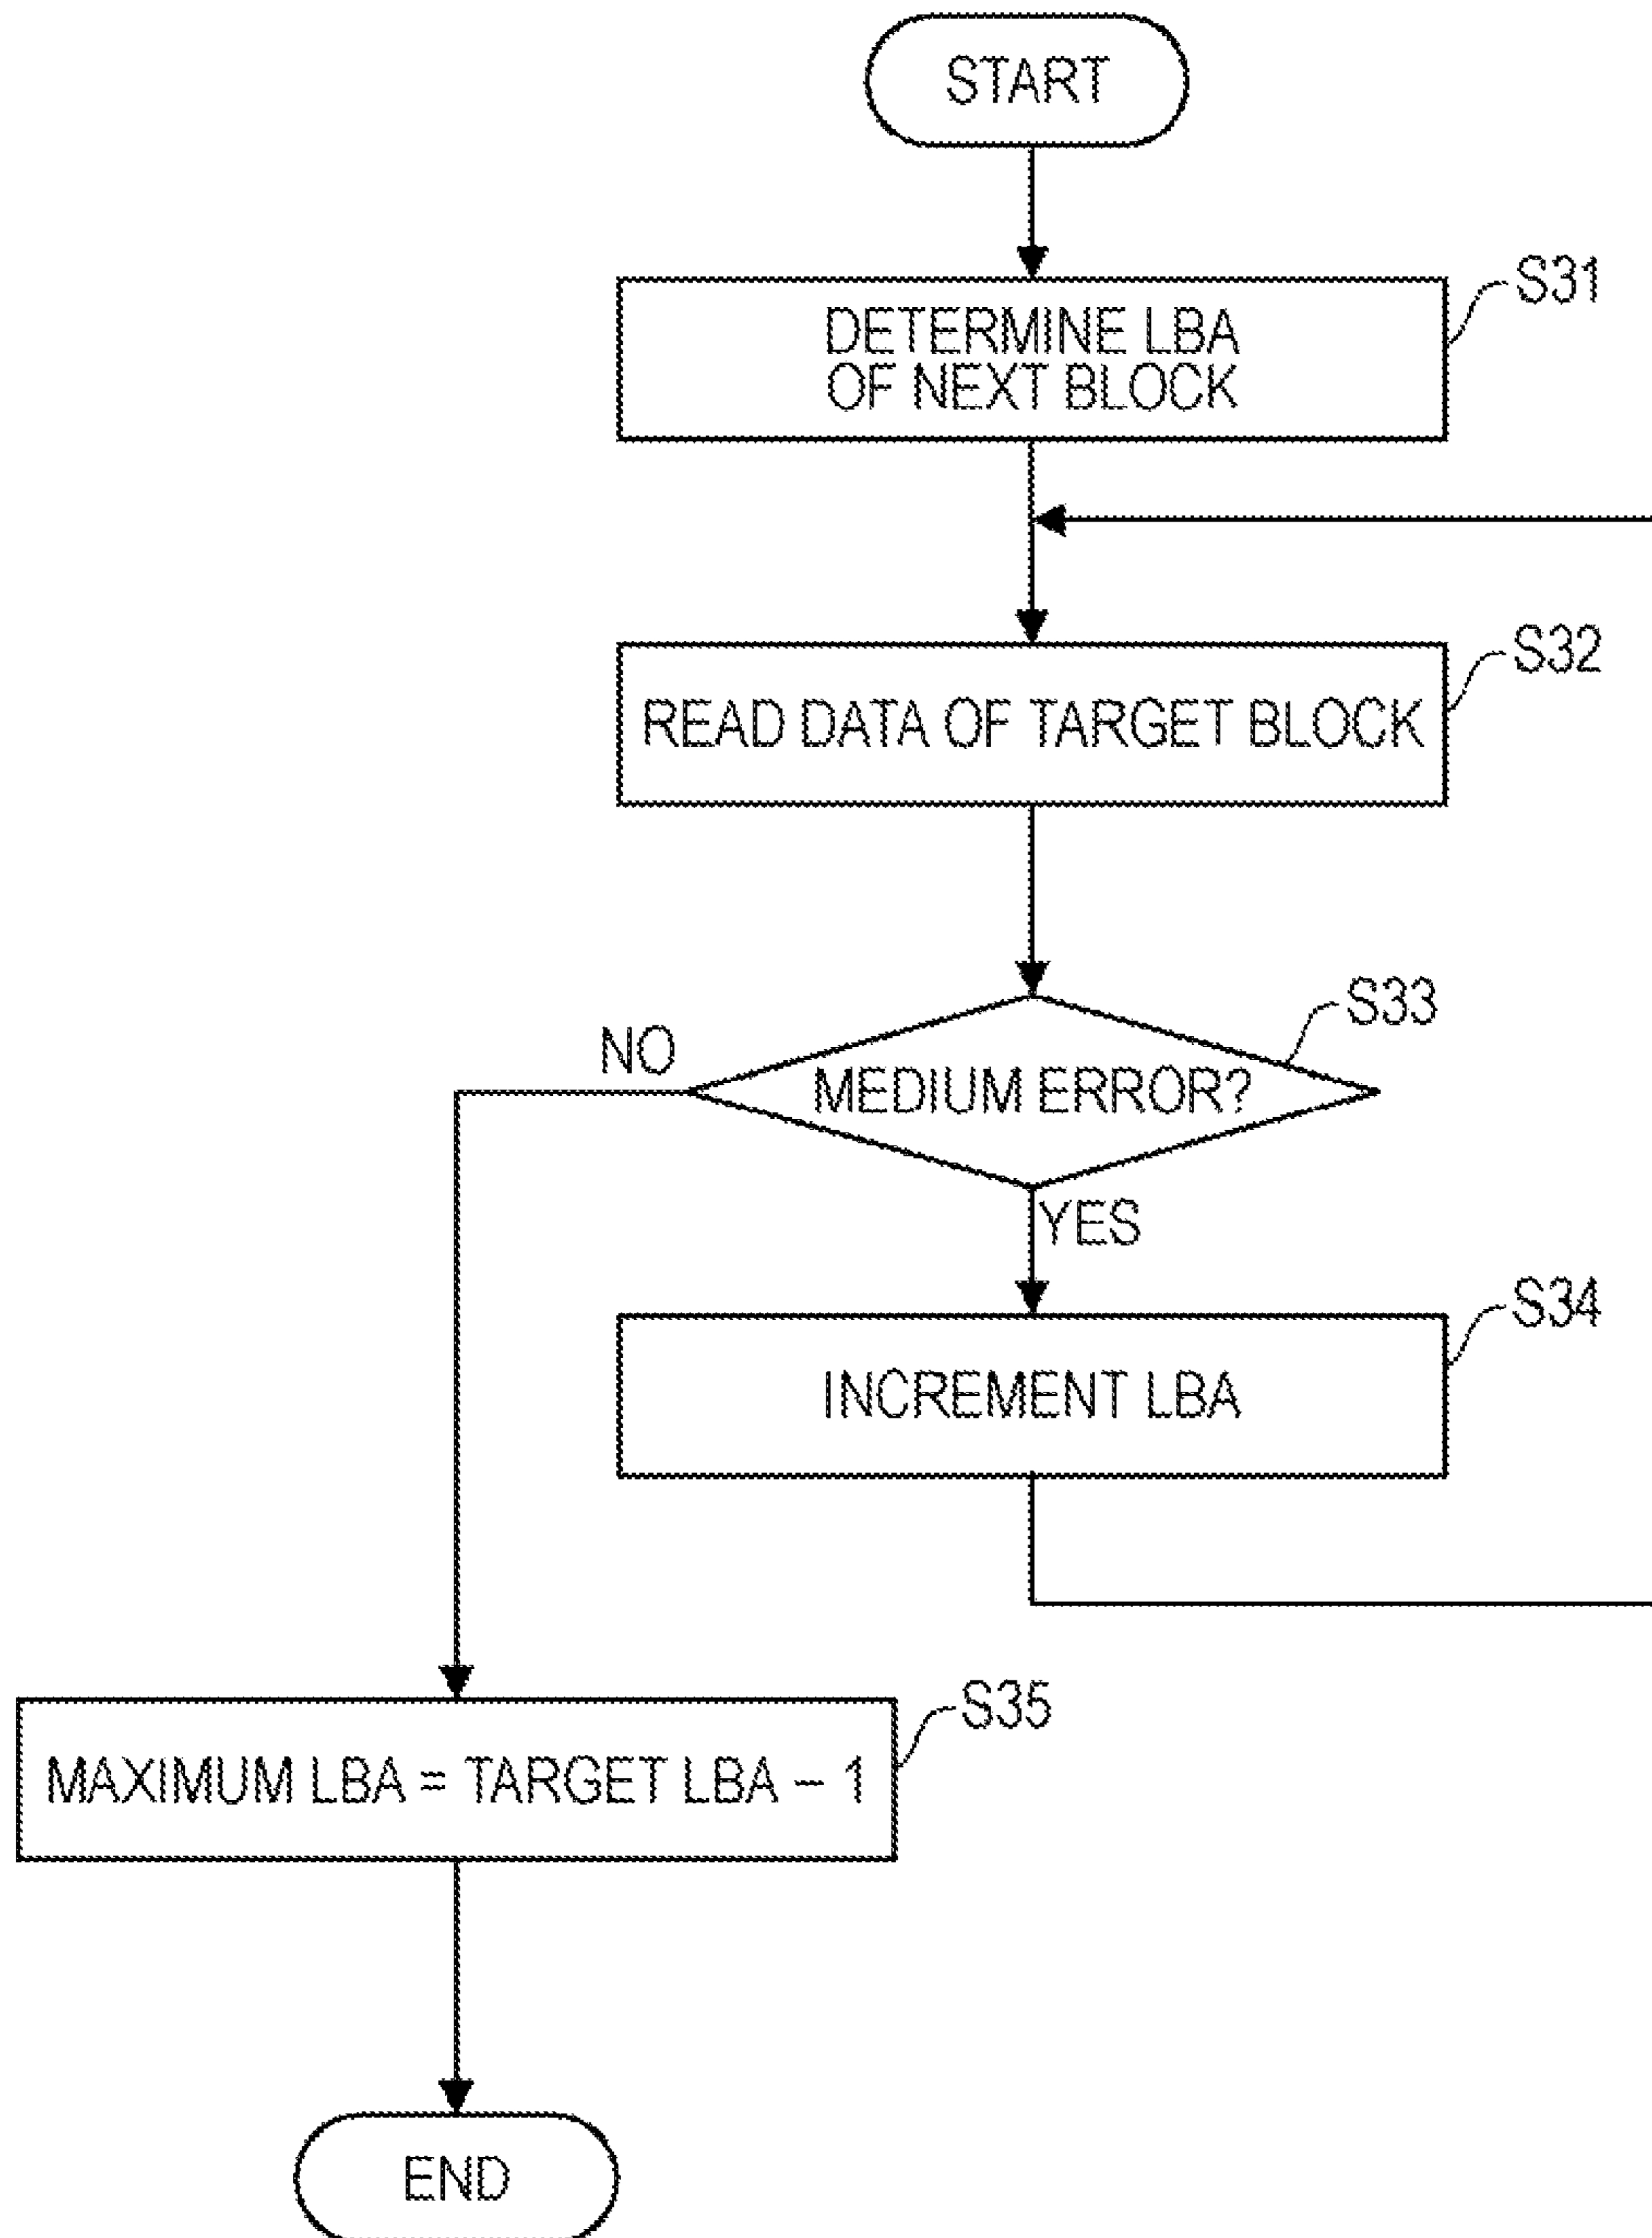 START
S31
DETERMINE LBA
OF NEXT BLOCK
S32
READ DATA OF TARGET BLOCK
S33
NO
MEDIUM ERROR?
YES
S34
INCREMENT LBA
S35
MAXIMUM LBA = TARGET LBA – 1
END